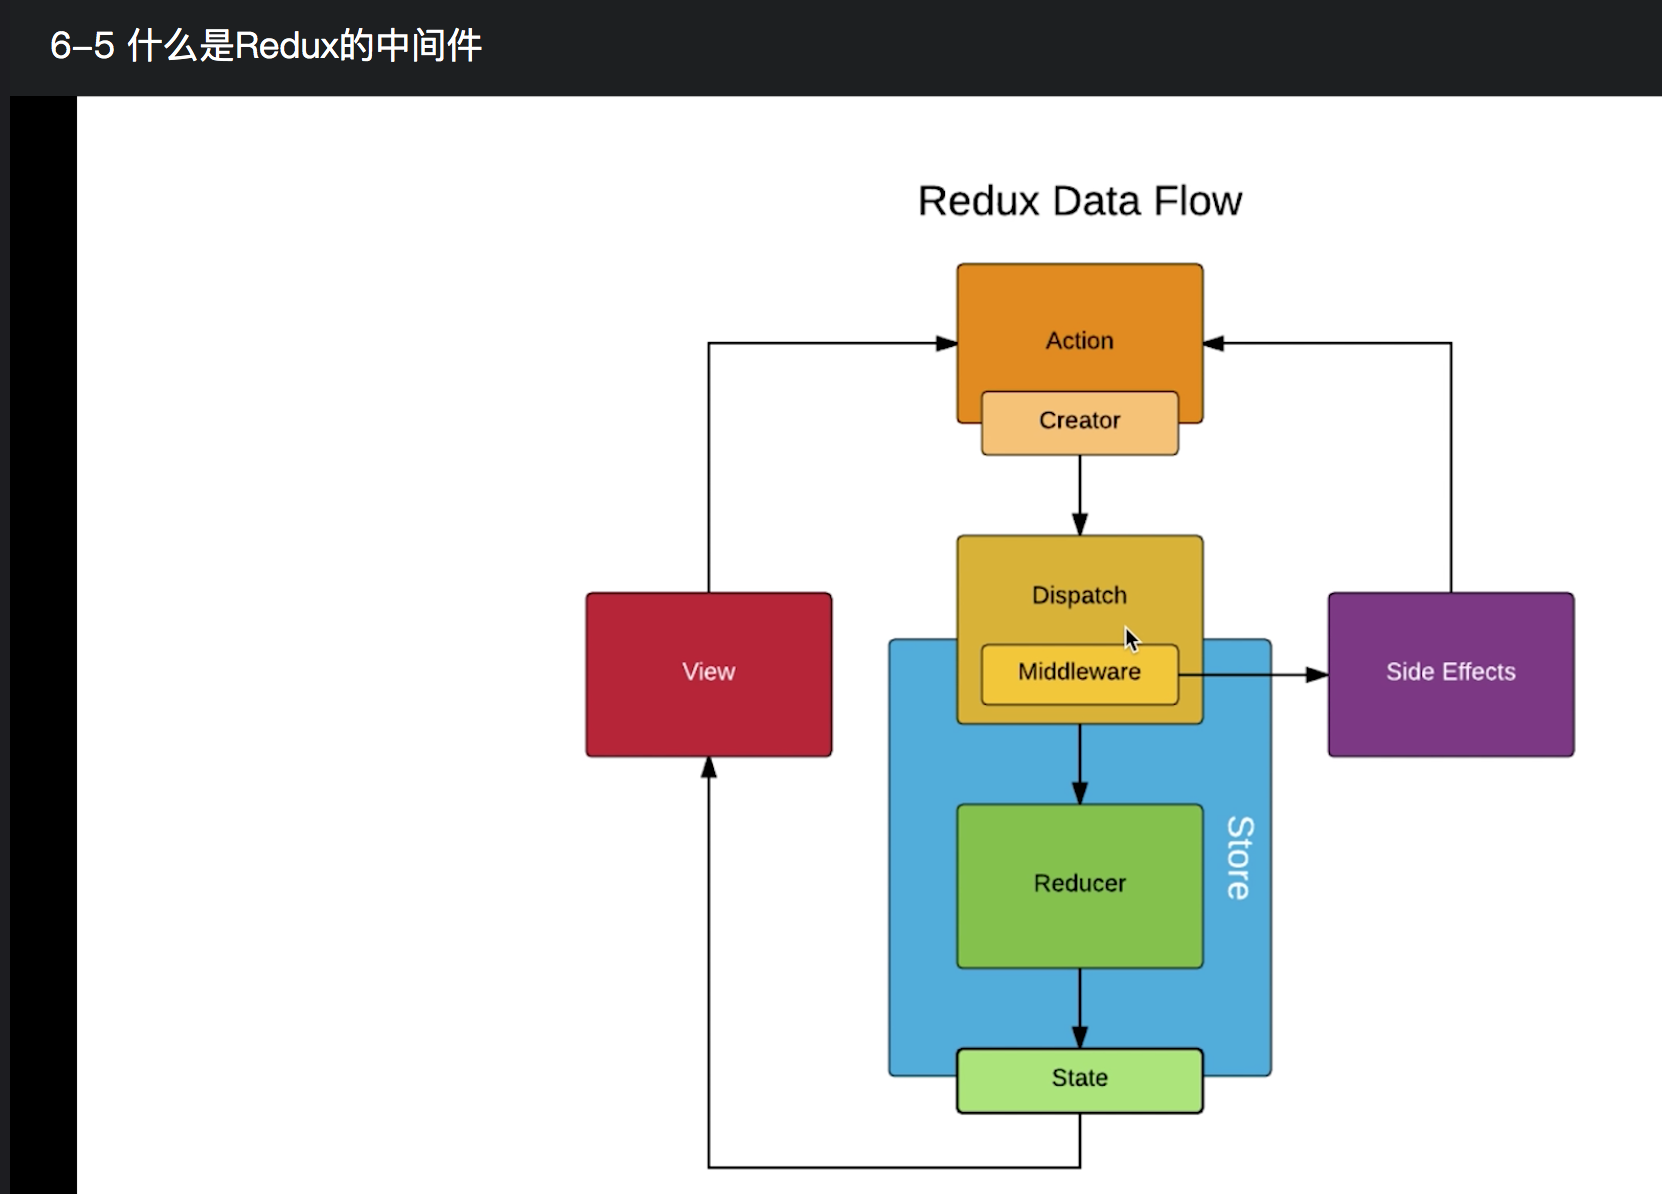 6-5 什么是Redux的中间件
Redux Data Flow
Action
Creator
Dispatch
Middleware
View
Side Effects
Reducer
Store
State